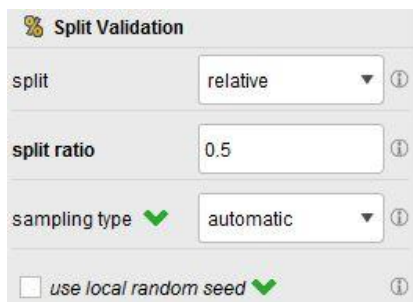 Split Validation
split relative
split ratio 0.5
sampling type automatic
use local random seed